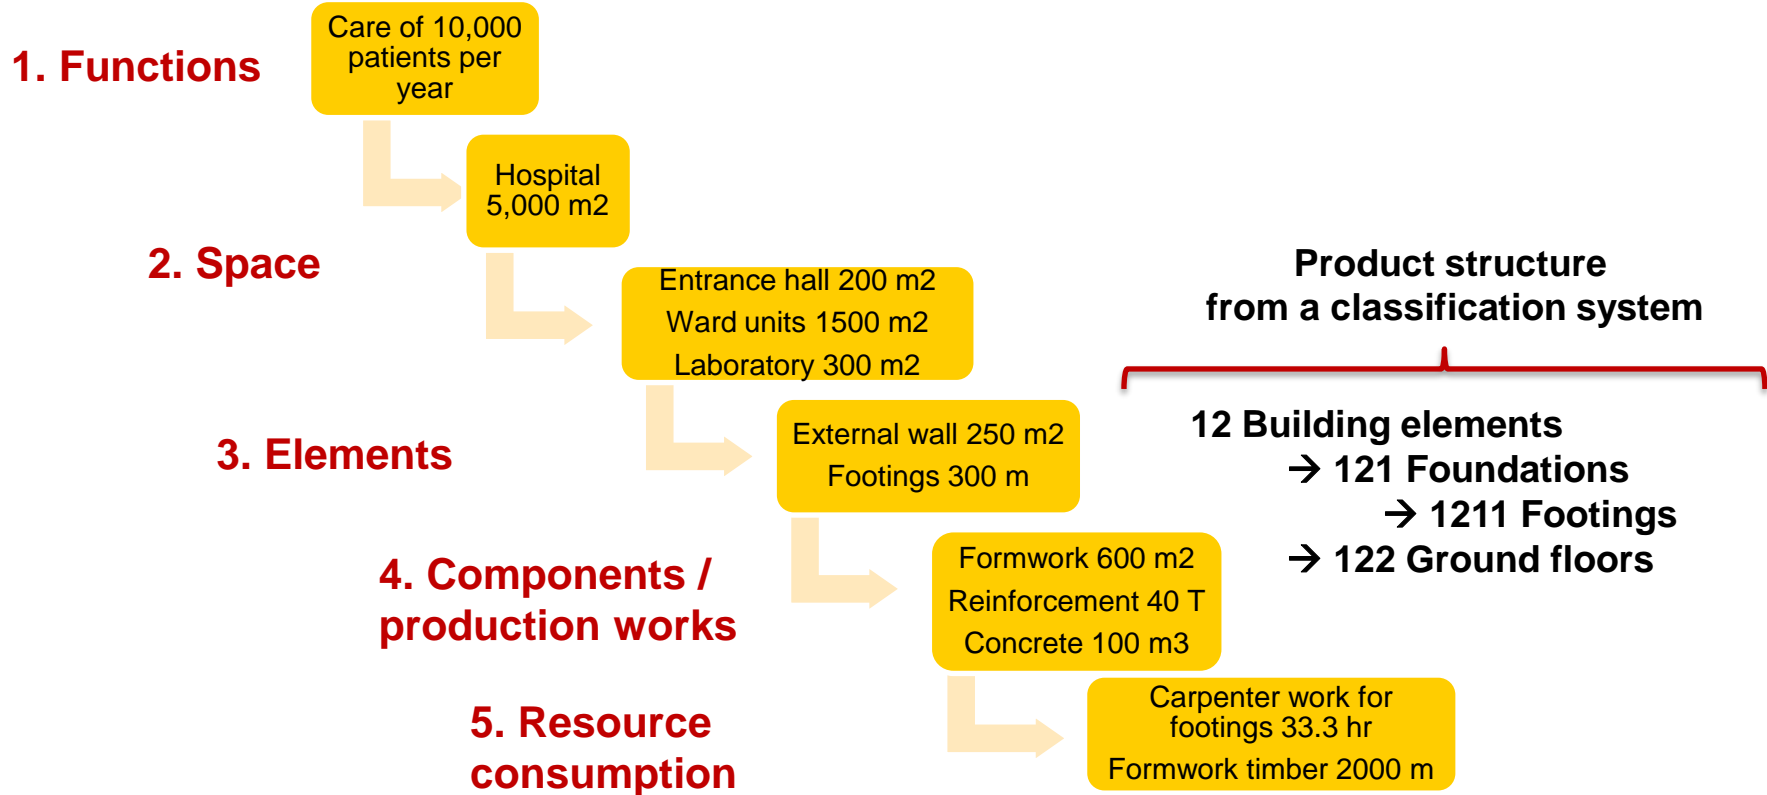 1. Functions
Care of 10,000
patients per
year
Hospital
5,000 m2
2. Space
Entrance hall 200 m2
Ward units 1500 m2
Laboratory 300 m2
Product structure
from a classification system
3. Elements
External wall 250 m2
Footings 300 m
12 Building elements
→ 121 Foundations
→ 1211 Footings
→ 122 Ground floors
4. Components /
production works
Formwork 600 m2
Reinforcement 40 T
Concrete 100 m3
5. Resource
consumption
Carpenter work for
footings 33.3 hr
Formwork timber 2000 m